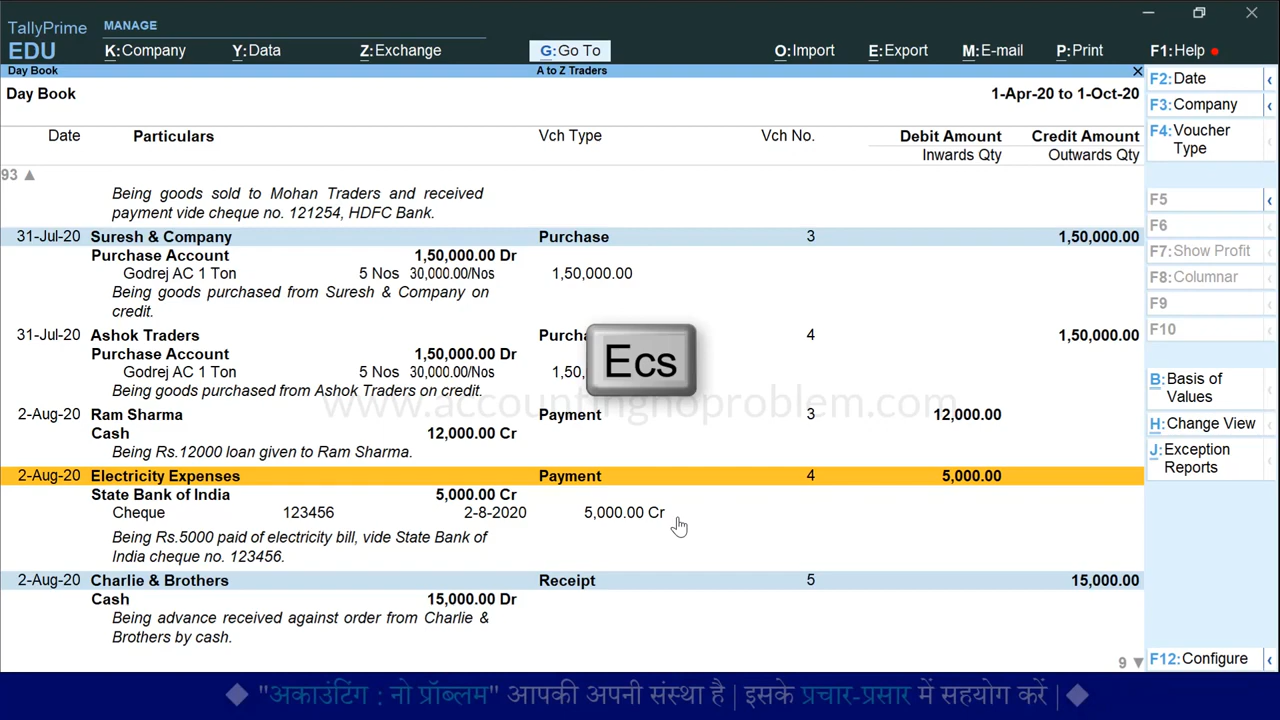 TallyPrime MANAGE
EDU K:Company Y:Data Z:Exchange G:Go To O:Import E:Export M:E-mail P:Print F1:Help
Day Book A to Z Traders
Day Book 1-Apr-20 to 1-Oct-20
Date Particulars Vch Type Vch No. Debit Amount Credit Amount
Inwards Qty Outwards Qty
93
Being goods sold to Mohan Traders and received
payment vide cheque no. 121254, HDFC Bank.
31-Jul-20 Suresh & Company Purchase 3 1,50,000.00
Purchase Account 1,50,000.00 Dr
Godrej AC 1 Ton 5 Nos 30,000.00/Nos 1,50,000.00
Being goods purchased from Suresh & Company on
credit.
31-Jul-20 Ashok Traders Purcha 4 1,50,000.00
Purchase Account 1,50,000.00 Dr
Godrej AC 1 Ton 5 Nos 30,000.00/Nos 1,50,
Being goods purchased from Ashok Traders on credit.
Ecs
www.accountingnoproblem.com
2-Aug-20 Ram Sharma Payment 3 12,000.00
Cash 12,000.00 Cr
Being Rs.12000 loan given to Ram Sharma.
2-Aug-20 Electricity Expenses Payment 4 5,000.00
State Bank of India 5,000.00 Cr
Cheque 123456 2-8-2020 5,000.00 Cr
Being Rs.5000 paid of electricity bill, vide State Bank of
India cheque no. 123456.
2-Aug-20 Charlie & Brothers Receipt 5 15,000.00
Cash 15,000.00 Dr
Being advance received against order from Charlie &
Brothers by cash.
9
F2:Date
F3:Company
F4:Voucher
Type
F5
F6
F7:Show Profit
F8:Columnar
F9
F10
B:Basis of
Values
H:Change View
J:Exception
Reports
F12:Configure
"अकाउंटिंग : नो प्रॉब्लम" आपकी अपनी संस्था है | इसके प्रचार-प्रसार में सहयोग करें |